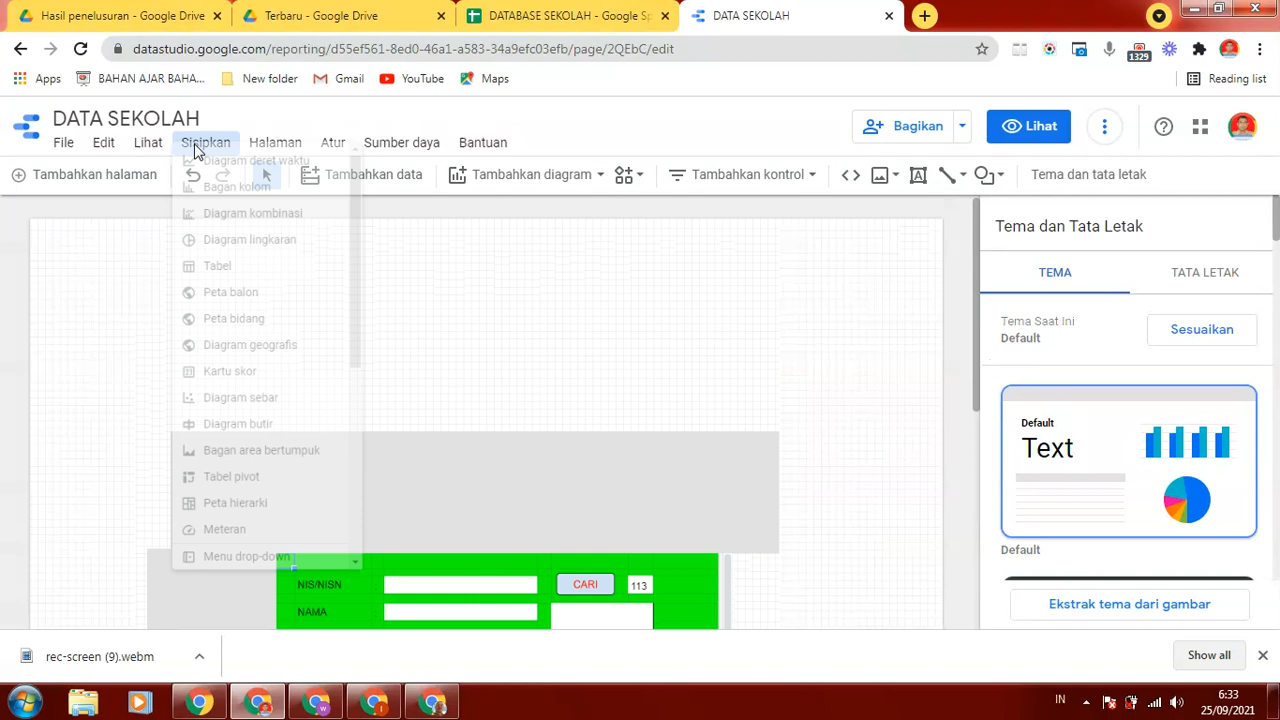 Hasil penelusuran - Google Drive
Terbaru - Google Drive
DATABASE SEKOLAH - Google Sp
DATA SEKOLAH
datastudio.google.com/reporting/d55ef561-8ed0-46a1-a583-34a9efc03efb/page/2QEbC/edit
1329
Apps
BAHAN AJAR BAHA...
New folder
Gmail
YouTube
Maps
Reading list
DATA SEKOLAH
File Edit Lihat Sisipkan Halaman Atur Sumber daya Bantuan
Bagikan
Lihat
Tambahkan halaman
Tambahkan data
Tambahkan diagram
Tambahkan kontrol
Tema dan tata letak
Diagram deret waktu
Bagan kolom
Diagram kombinasi
Diagram lingkaran
Tabel
Peta balon
Peta bidang
Diagram geografis
Kartu skor
Diagram sebar
Diagram butir
Bagan area bertumpuk
Tabel pivot
Peta hierarki
Meteran
Menu drop-down
NIS/NISN
CARI
113
NAMA
Tema dan Tata Letak
TEMA
TATA LETAK
Tema Saat Ini
Default
Sesuaikan
Default
Text
Default
Ekstrak tema dari gambar
rec-screen (9).webm
Show all
IN
6:33
25/09/2021